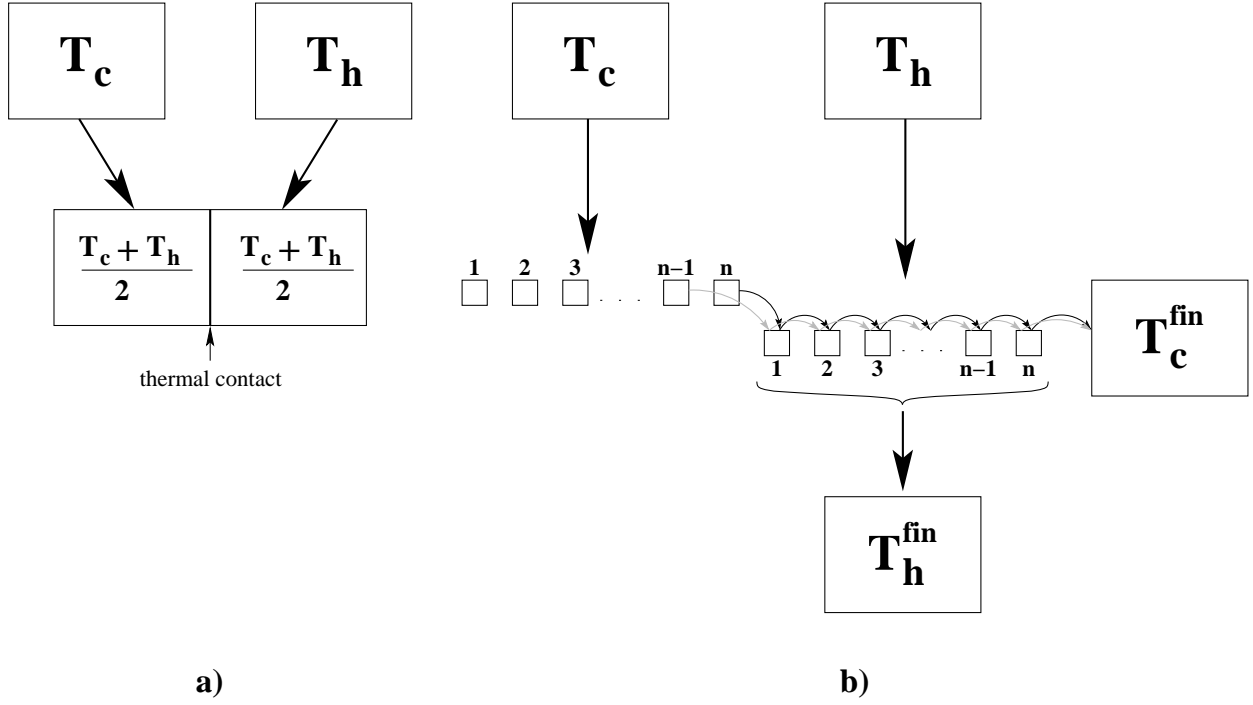 T_c
T_h
T_c + T_h
2
T_c + T_h
2
thermal contact
a)
T_c
T_h
1 2 3 . . . n−1 n
. . .
1 2 3 n−1 n
T_c^fin
T_h^fin
b)